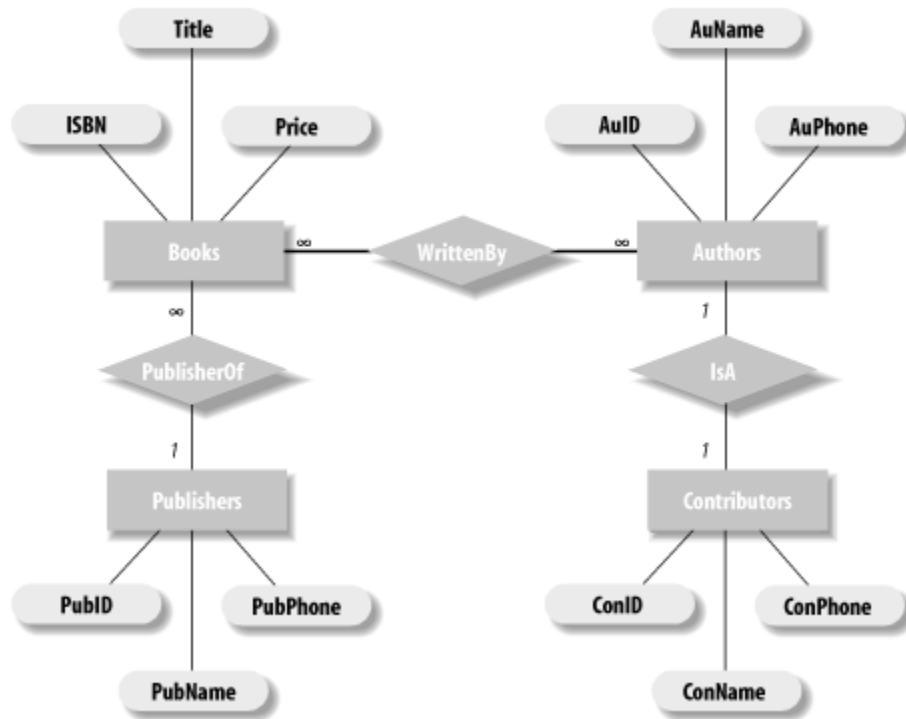 Title
AuName
ISBN
Price
AuID
AuPhone
Books
∞
WrittenBy
∞
Authors
∞
1
PublisherOf
IsA
1
1
Publishers
Contributors
PubID
PubPhone
ConID
ConPhone
PubName
ConName